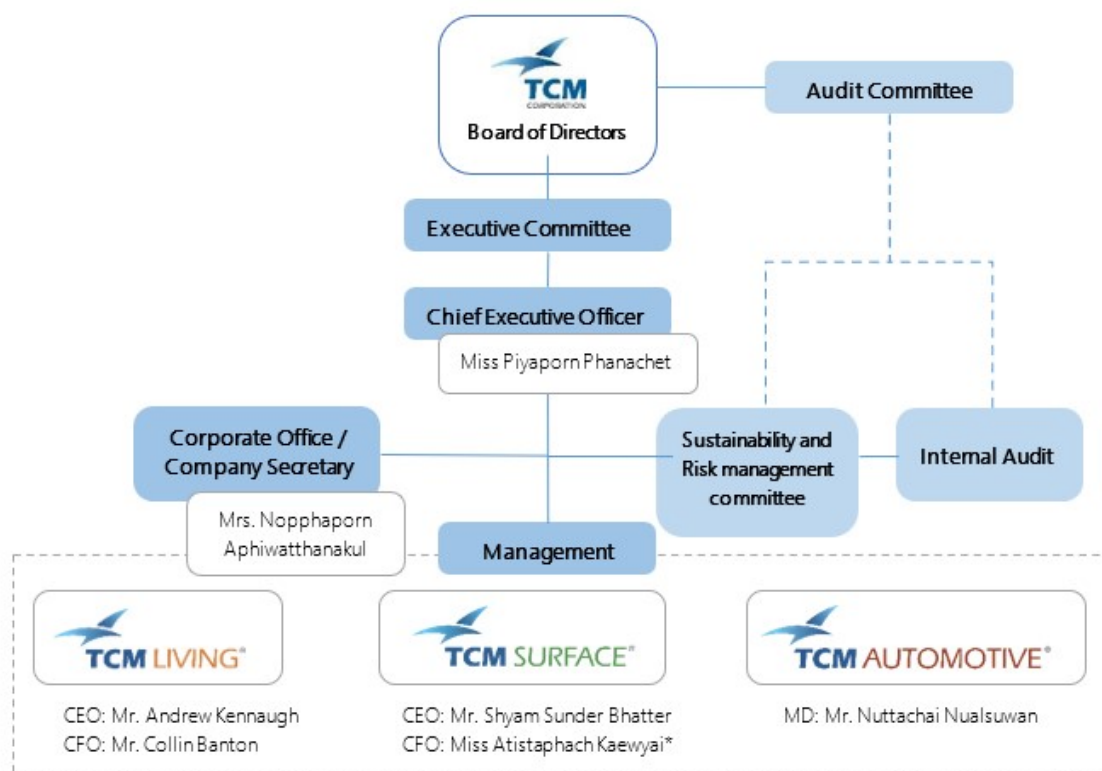 TCM
CORPORATION
Board of Directors
Audit Committee
Executive Committee
Chief Executive Officer
Miss Piyaporn Phanachet
Corporate Office /
Company Secretary
Mrs. Nopphaporn
Aphiwatthanakul
Sustainability and
Risk management
committee
Internal Audit
Management
TCM LIVING®
CEO: Mr. Andrew Kennaugh
CFO: Mr. Collin Banton
TCM SURFACE®
CEO: Mr. Shyam Sunder Bhatter
CFO: Miss Atistaphach Kaewyai*
TCM AUTOMOTIVE®
MD: Mr. Nuttachai Nualsuwan